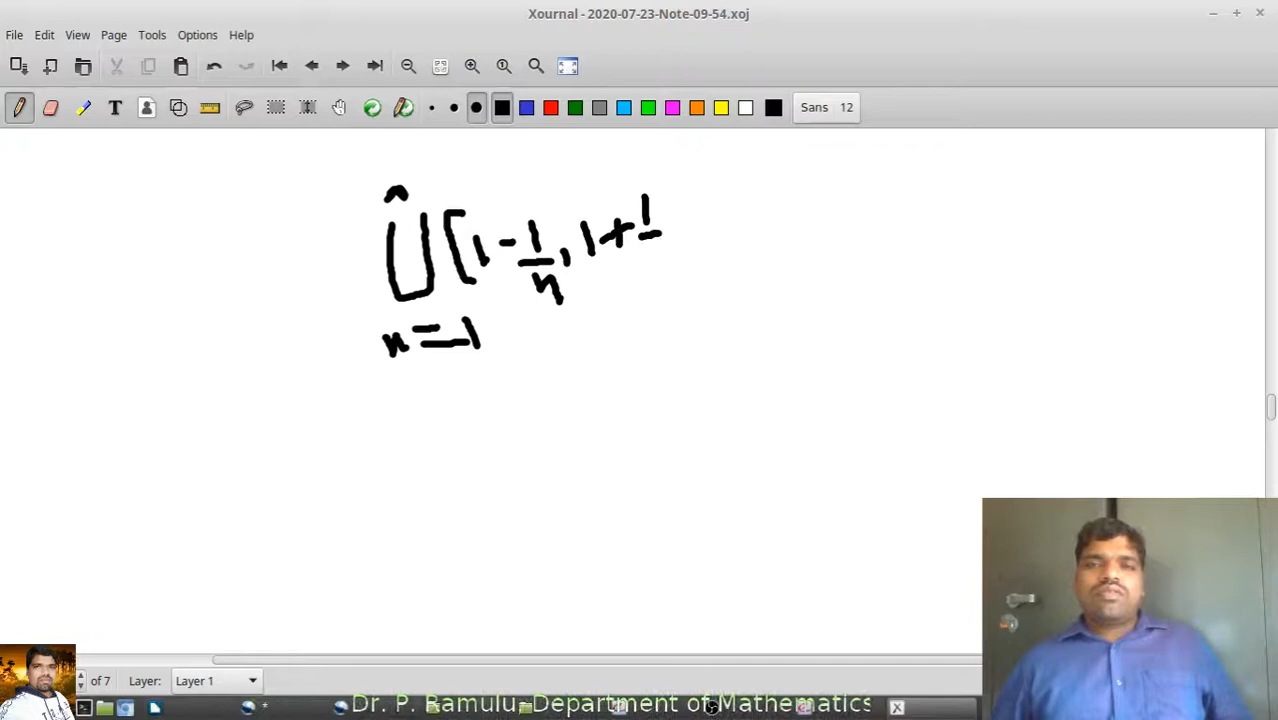 Xournal - 2020-07-23-Note-09-54.xoj
File Edit View Page Tools Options Help
Sans 12
n
⋃ [1 - 1/n, 1 + 1
n = 1
of 7 Layer: Layer 1
Dr. P. Ramulu, Department of Mathematics